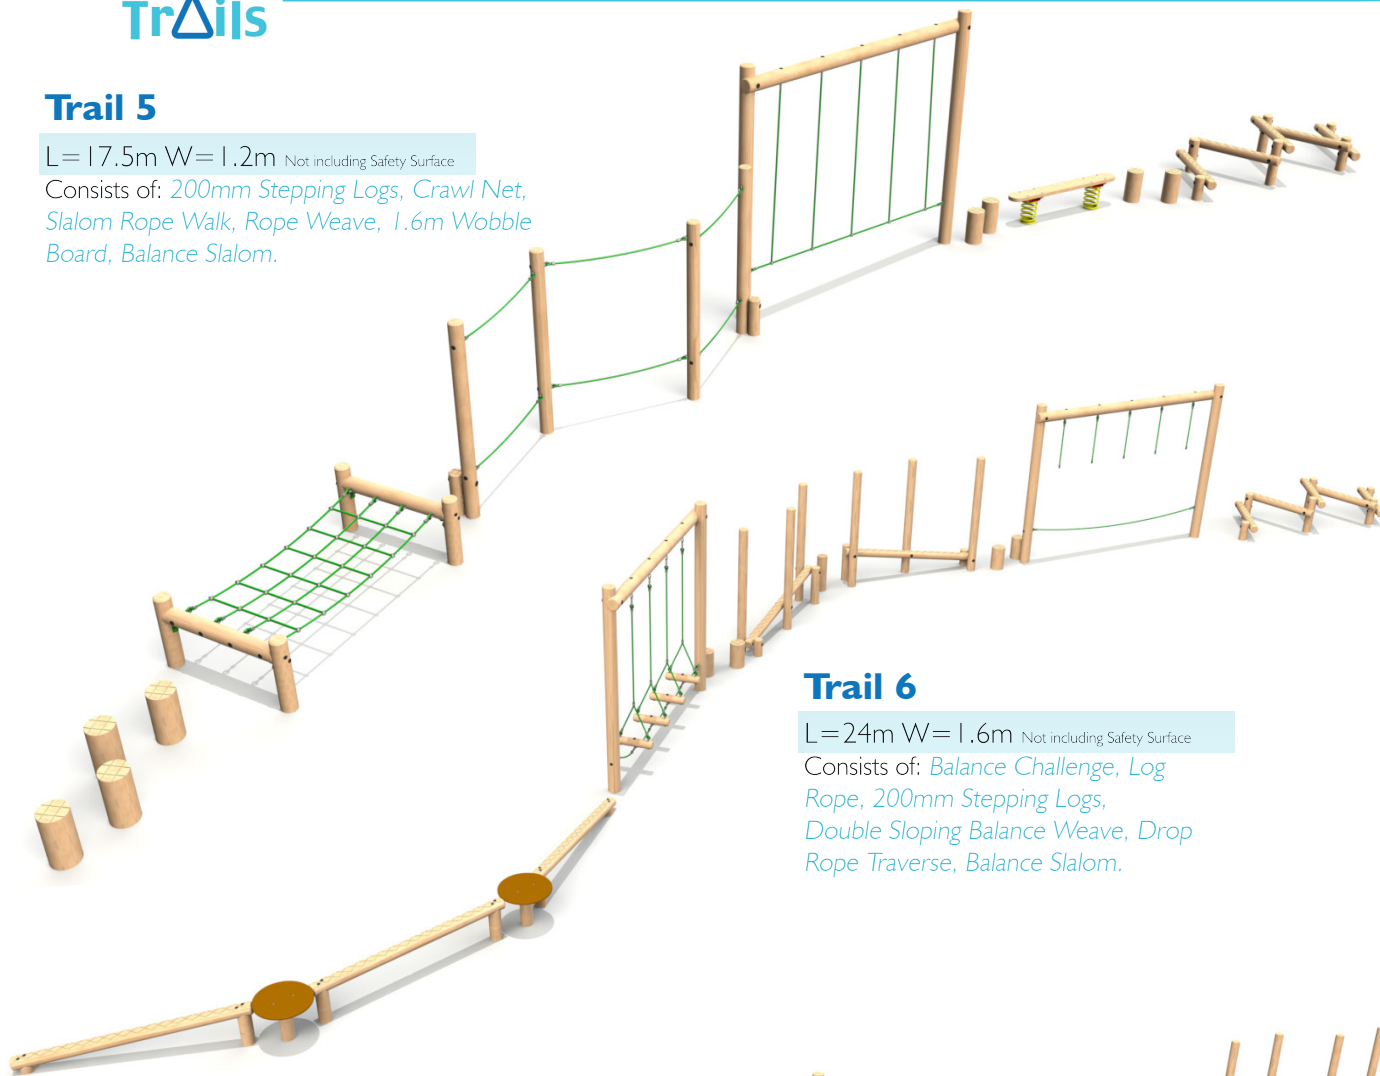 Trails
Trail 5
L=17.5m W=1.2m Not including Safety Surface
Consists of: 200mm Stepping Logs, Crawl Net,
Slalom Rope Walk, Rope Weave, 1.6m Wobble
Board, Balance Slalom.
Trail 6
L=24m W=1.6m Not including Safety Surface
Consists of: Balance Challenge, Log
Rope, 200mm Stepping Logs,
Double Sloping Balance Weave, Drop
Rope Traverse, Balance Slalom.